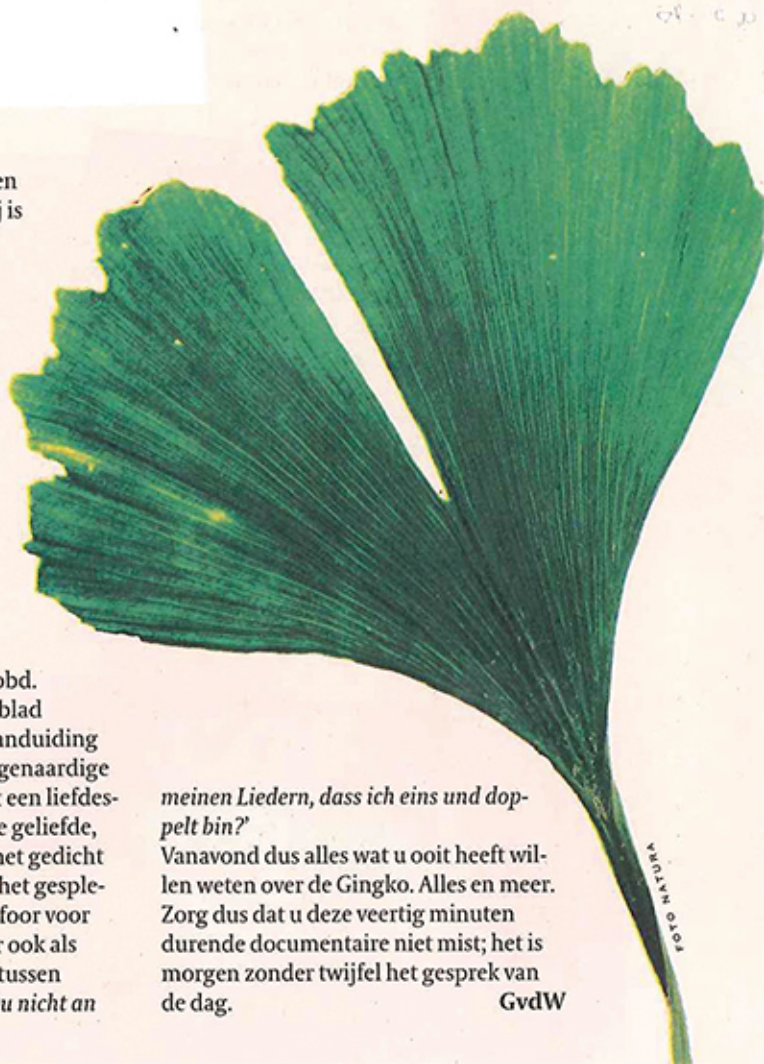 en
is
obd.
blad
nduiding
genaardige
een liefdes-
geliefde,
het gedicht
het gesple-
foor voor
r ook als
tussen
u nicht an
meinen Liedern, dass ich eins und dop-
pelt bin?’
Vanavond dus alles wat u ooit heeft wil-
len weten over de Gingko. Alles en meer.
Zorg dus dat u deze veertig minuten
durende documentaire niet mist; het is
morgen zonder twijfel het gesprek van
de dag. GvdW
FOTO NATURA